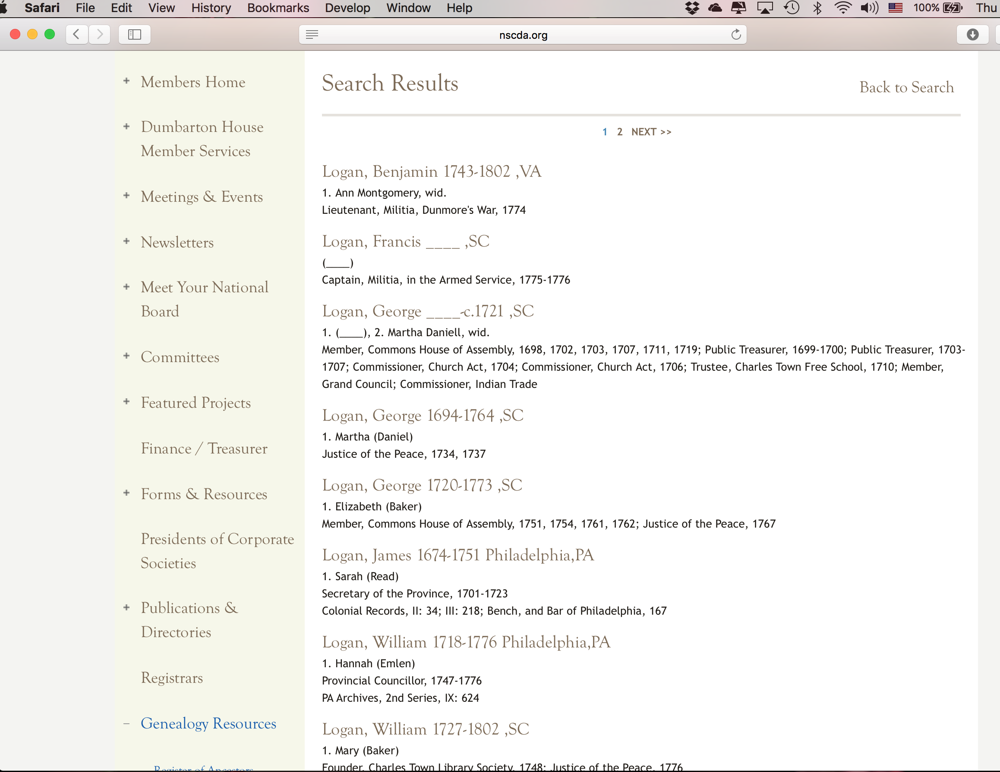 Safari File Edit View History Bookmarks Develop Window Help 100% Thu
nscda.org
+ Members Home
+ Dumbarton House
Member Services
+ Meetings & Events
+ Newsletters
+ Meet Your National
Board
+ Committees
+ Featured Projects
Finance / Treasurer
+ Forms & Resources
Presidents of Corporate
Societies
+ Publications &
Directories
Registrars
– Genealogy Resources
Register of Ancestors
Search Results
Back to Search
1 2 NEXT >>
Logan, Benjamin 1743-1802 ,VA
1. Ann Montgomery, wid.
Lieutenant, Militia, Dunmore's War, 1774
Logan, Francis ____ ,SC
(____)
Captain, Militia, in the Armed Service, 1775-1776
Logan, George ____-c.1721 ,SC
1. (____), 2. Martha Daniell, wid.
Member, Commons House of Assembly, 1698, 1702, 1703, 1707, 1711, 1719; Public Treasurer, 1699-1700; Public Treasurer, 1703-
1707; Commissioner, Church Act, 1704; Commissioner, Church Act, 1706; Trustee, Charles Town Free School, 1710; Member,
Grand Council; Commissioner, Indian Trade
Logan, George 1694-1764 ,SC
1. Martha (Daniel)
Justice of the Peace, 1734, 1737
Logan, George 1720-1773 ,SC
1. Elizabeth (Baker)
Member, Commons House of Assembly, 1751, 1754, 1761, 1762; Justice of the Peace, 1767
Logan, James 1674-1751 Philadelphia,PA
1. Sarah (Read)
Secretary of the Province, 1701-1723
Colonial Records, II: 34; III: 218; Bench, and Bar of Philadelphia, 167
Logan, William 1718-1776 Philadelphia,PA
1. Hannah (Emlen)
Provincial Councillor, 1747-1776
PA Archives, 2nd Series, IX: 624
Logan, William 1727-1802 ,SC
1. Mary (Baker)
Founder, Charles Town Library Society, 1748; Justice of the Peace, 1776